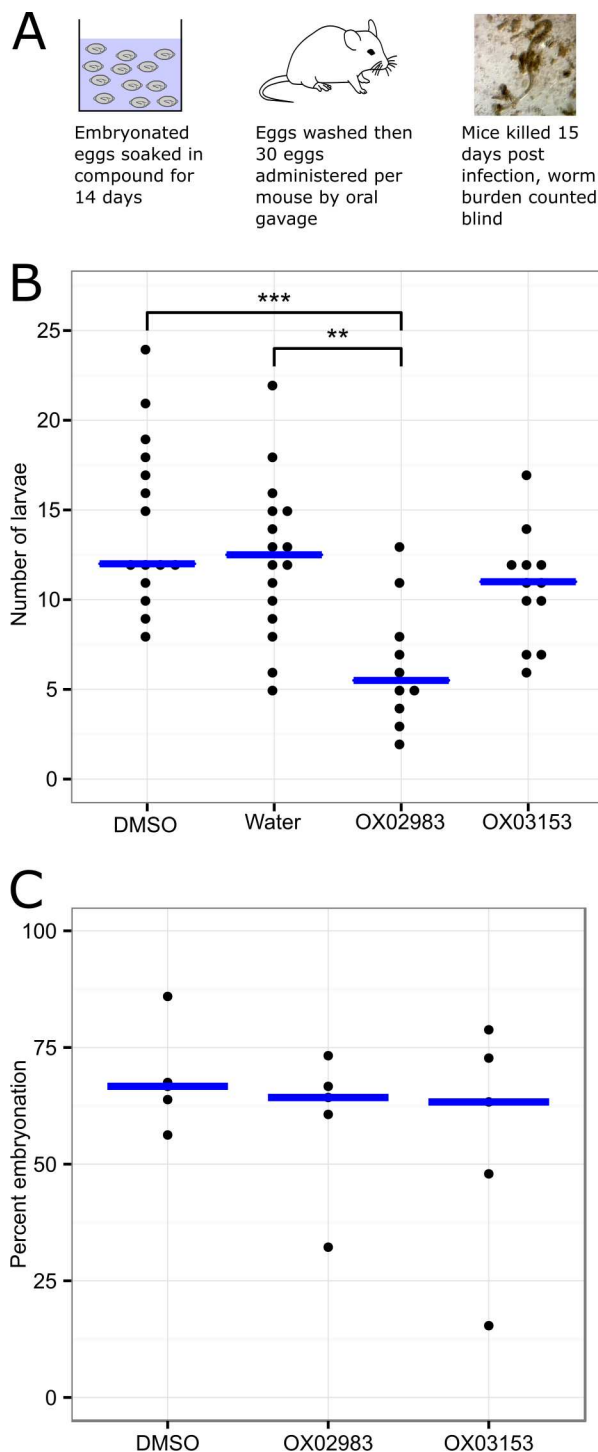 A
Embryonated
eggs soaked in
compound for
14 days
Eggs washed then
30 eggs
administered per
mouse by oral
gavage
Mice killed 15
days post
infection, worm
burden counted
blind
B
***
**
25
20
15
10
5
0
Number of larvae
DMSO Water OX02983 OX03153
C
100
75
50
25
0
Percent embryonation
DMSO OX02983 OX03153